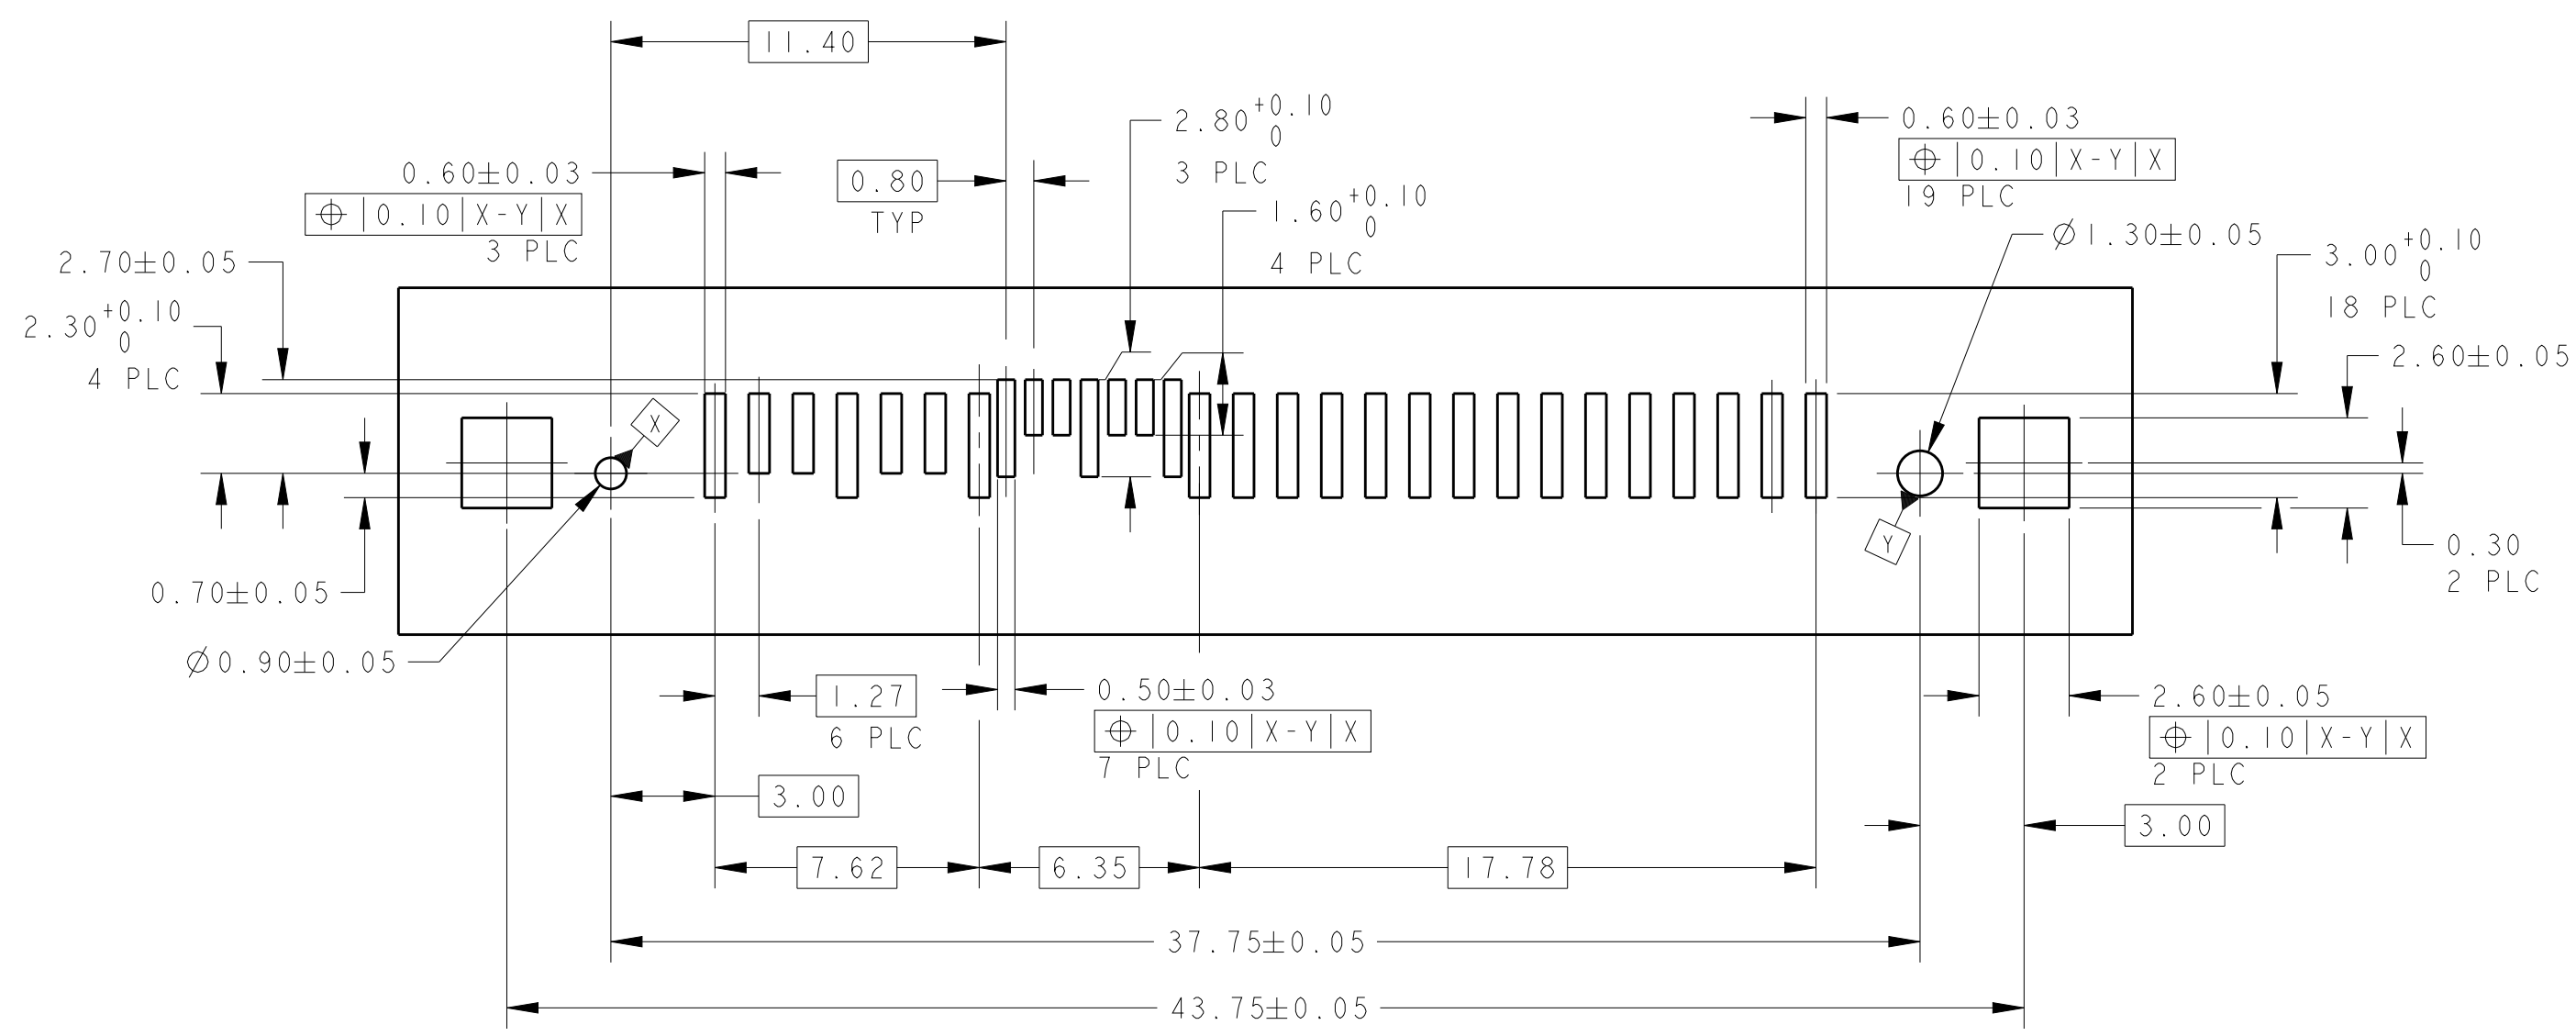 11.40
2.80 +0.10
0
3 PLC
0.60±0.03
⌖ 0.10 X-Y X
19 PLC
0.60±0.03
⌖ 0.10 X-Y X
3 PLC
0.80
TYP
1.60 +0.10
0
4 PLC
Ø1.30±0.05
3.00 +0.10
0
18 PLC
2.70±0.05
2.30 +0.10
0
4 PLC
2.60±0.05
X
Y
0.30
2 PLC
0.70±0.05
Ø0.90±0.05
1.27
6 PLC
0.50±0.03
⌖ 0.10 X-Y X
7 PLC
2.60±0.05
⌖ 0.10 X-Y X
2 PLC
3.00
3.00
7.62
6.35
17.78
37.75±0.05
43.75±0.05